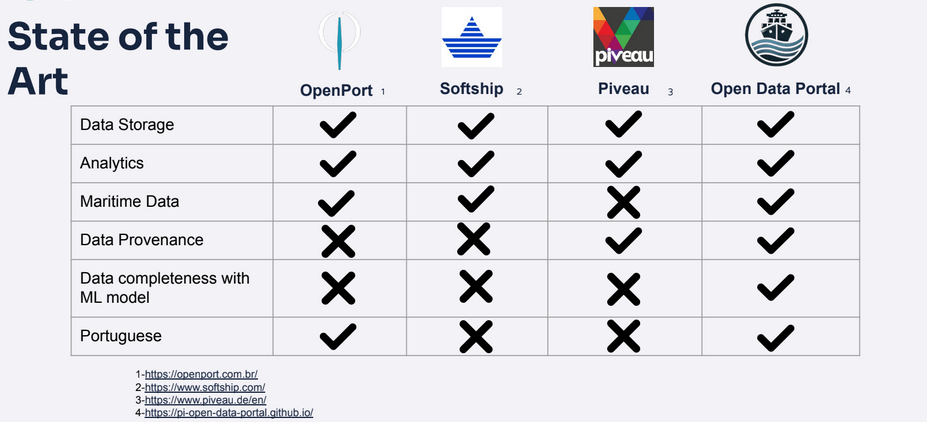 State of the
Art
piveau
OpenPort 1
Softship 2
Piveau 3
Open Data Portal 4
Data Storage
Analytics
Maritime Data
Data Provenance
Data completeness with
ML model
Portuguese
1-https://openport.com.br/
2-https://www.softship.com/
3-https://www.piveau.de/en/
4-https://pi-open-data-portal.github.io/